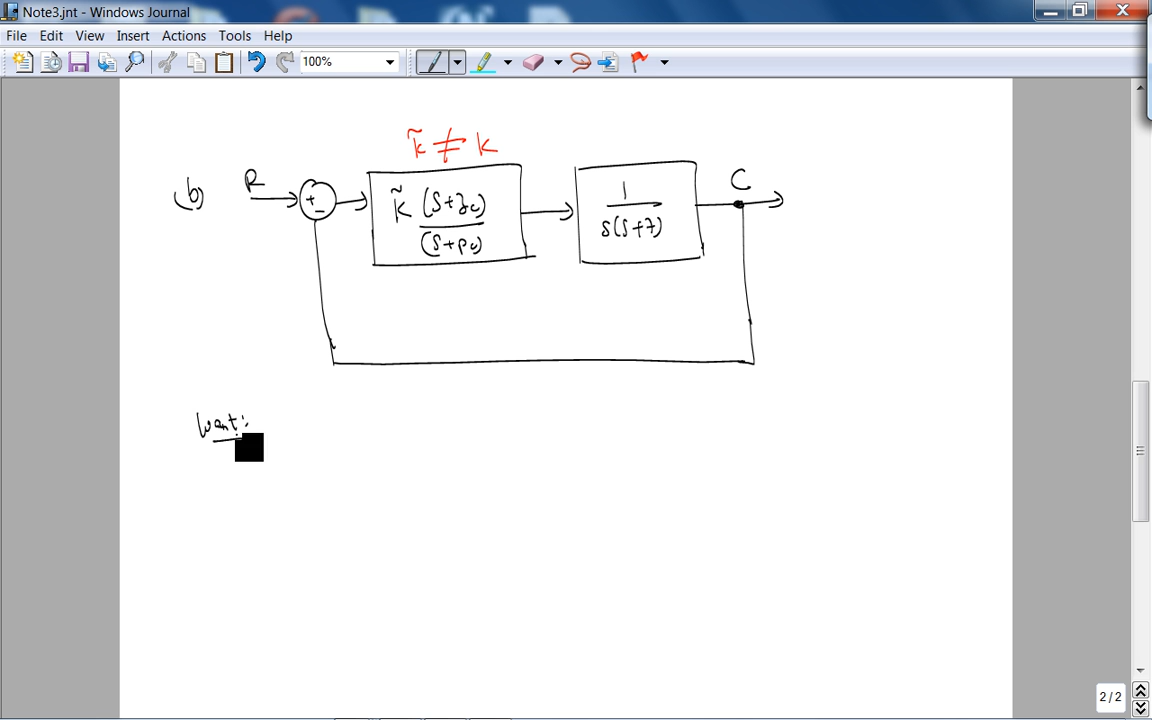 Note3.jnt - Windows Journal
File Edit View Insert Actions Tools Help
100%
k̃ ≠ k
(b)
R
+
-
k̃ (s+zc)
(s+pc)
1
s(s+7)
C
Want:
2 / 2